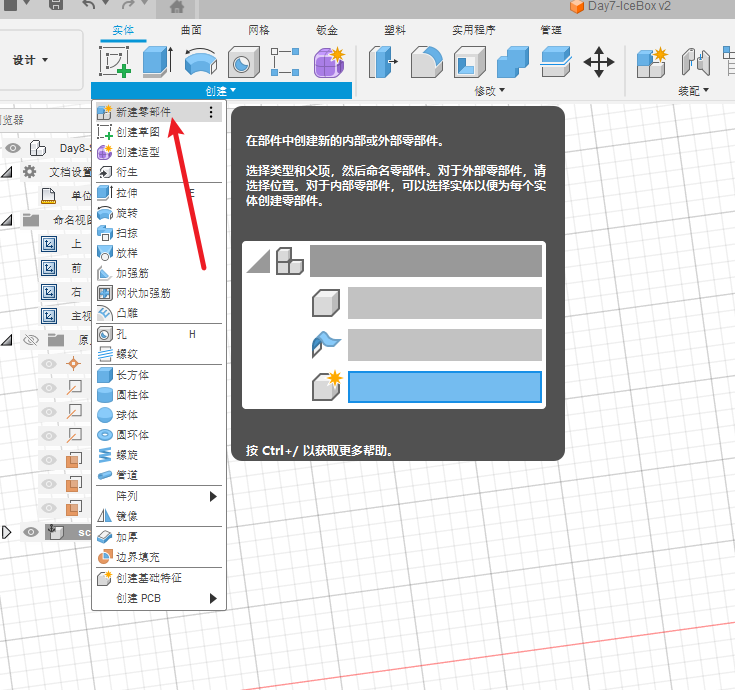 Day7-IceBox v2
实体 曲面 网格 钣金 塑料 实用程序 管理
设计
创建 修改 装配
浏览器
新建零部件
创建草图
创建造型
衍生
拉伸 E
旋转
扫掠
放样
加强筋
网状加强筋
凸雕
孔 H
螺纹
长方体
圆柱体
球体
圆环体
螺旋
管道
阵列
镜像
加厚
边界填充
创建基础特征
创建 PCB
在部件中创建新的内部或外部零部件。
选择类型和父项，然后命名零部件。对于外部零部件，请
选择位置。对于内部零部件，可以选择实体以便为每个实
体创建零部件。
按 Ctrl+/ 以获取更多帮助。
Day8-S
文档设置
单位
命名视图
上
前
右
主视
原
sc